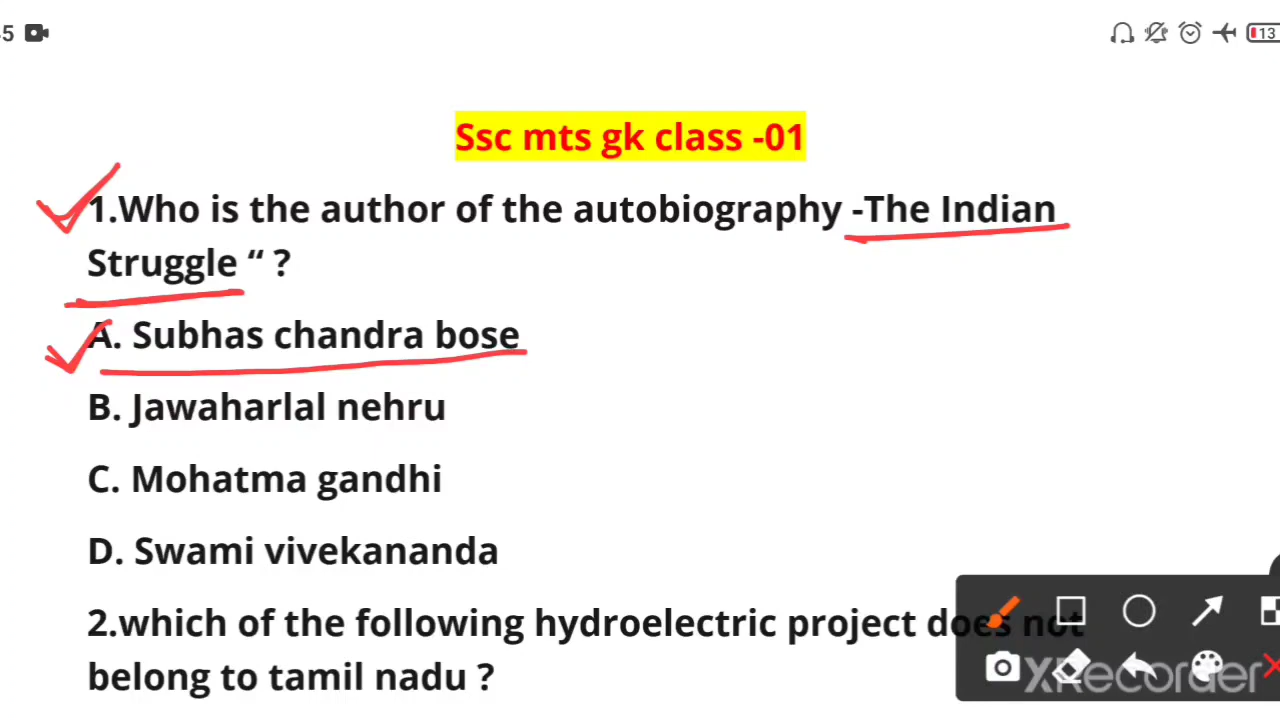 45
13
Ssc mts gk class -01
1.Who is the author of the autobiography -The Indian
Struggle “ ?
A. Subhas chandra bose
B. Jawaharlal nehru
C. Mohatma gandhi
D. Swami vivekananda
2.which of the following hydroelectric project does not
belong to tamil nadu ?
XRecorder